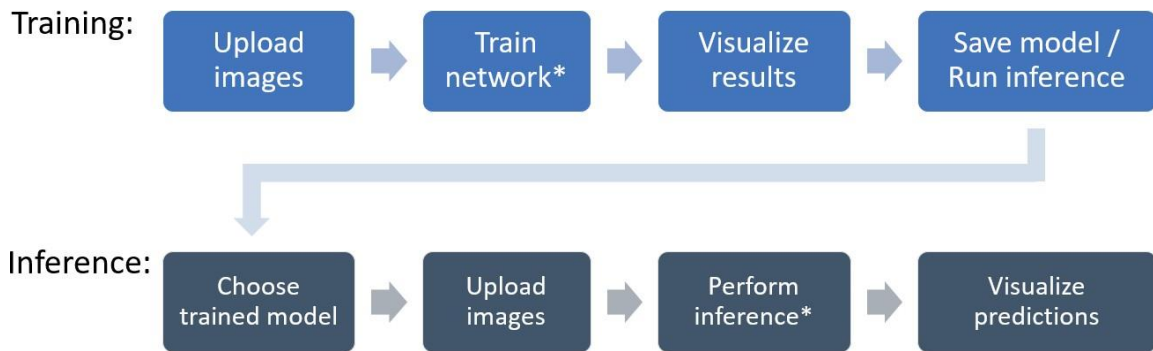 Training:
Upload
images
Train
network*
Visualize
results
Save model /
Run inference
Inference:
Choose
trained model
Upload
images
Perform
inference*
Visualize
predictions